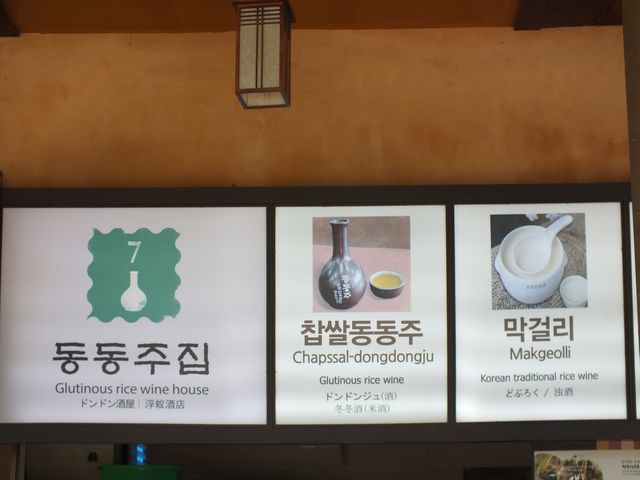 7
동동주집
Glutinous rice wine house
ドンドン酒屋 | 浮蚁酒店
찹쌀동동주
Chapssal-dongdongju
Glutinous rice wine
ドンドンジュ(酒)
冬冬酒(米酒)
막걸리
Makgeolli
Korean traditional rice wine
どぶろく / 浊酒